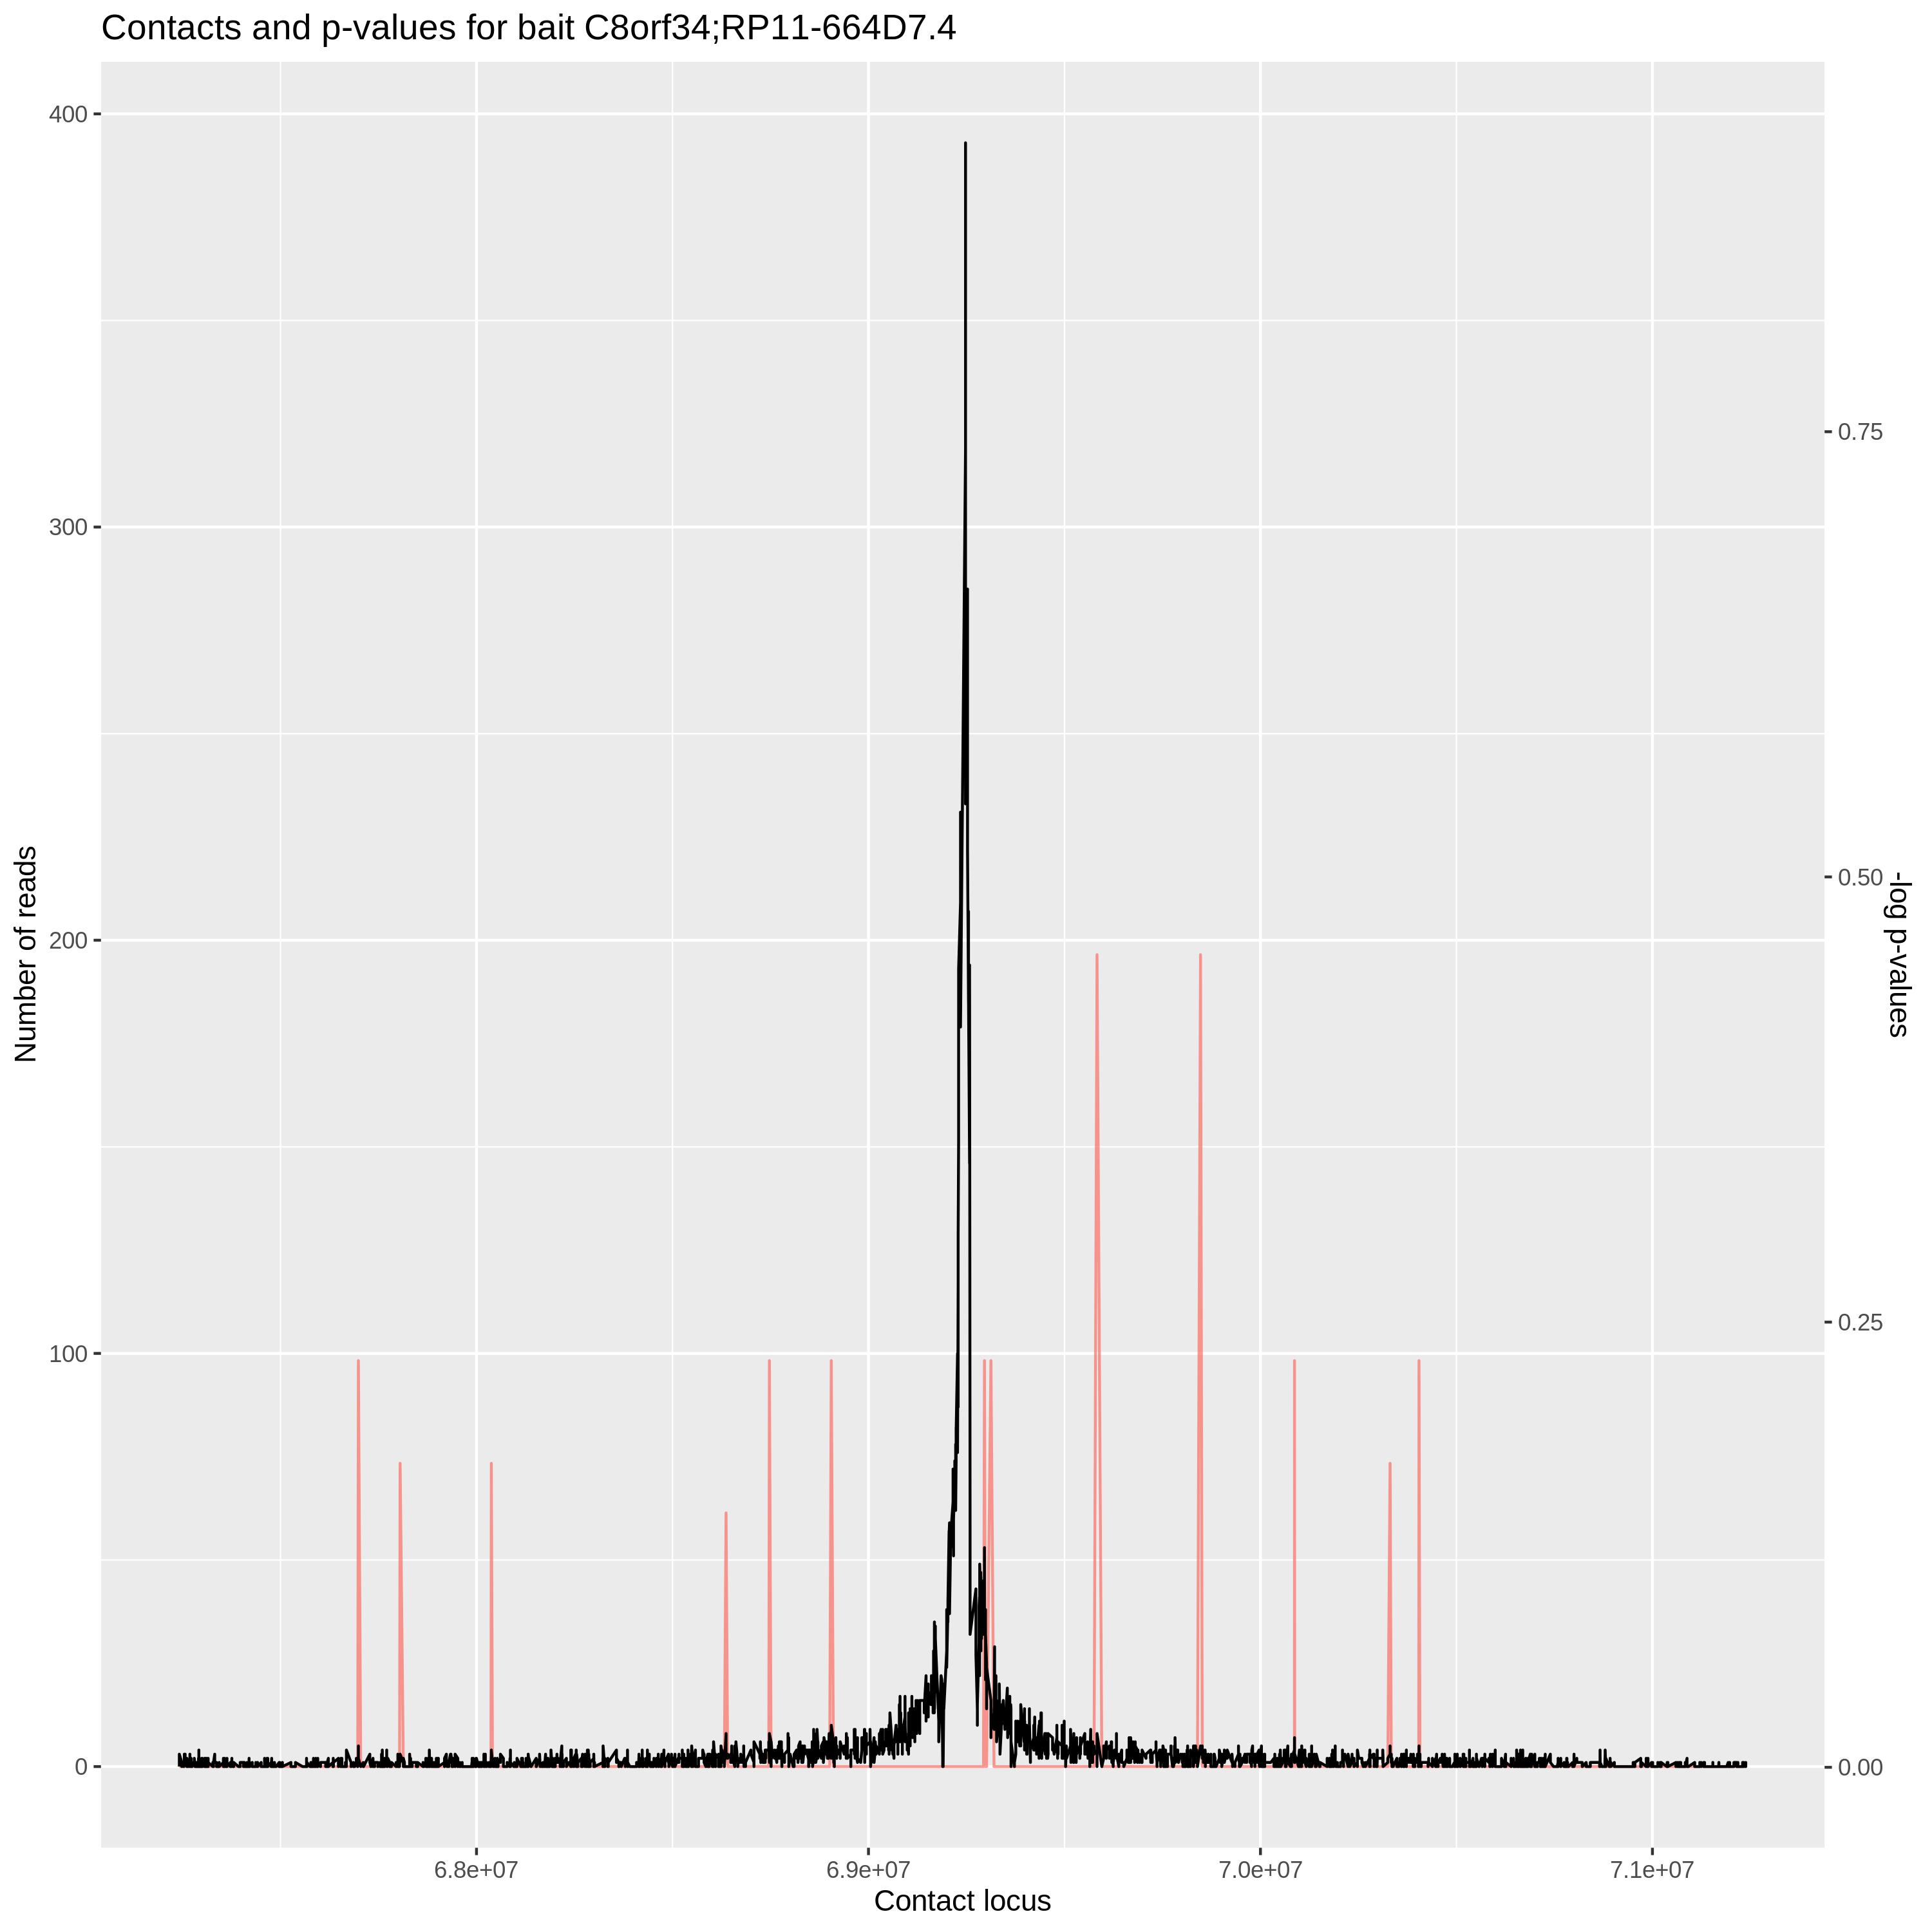 Contacts and p-values for bait C8orf34;RP11-664D7.4
400
300
200
100
0
Number of reads
0.75
0.50
0.25
0.00
-log p-values
6.8e+07
6.9e+07
7.0e+07
7.1e+07
Contact locus